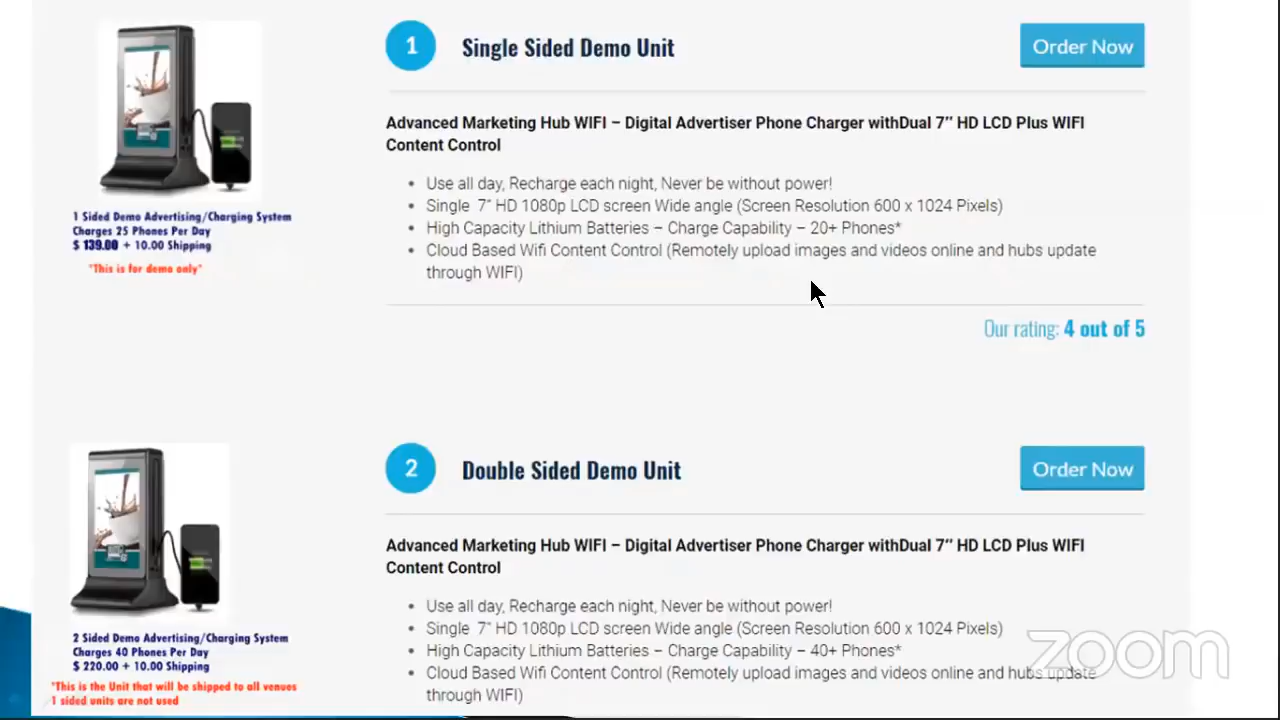 1
Single Sided Demo Unit
Order Now
Advanced Marketing Hub WIFI – Digital Advertiser Phone Charger withDual 7″ HD LCD Plus WIFI
Content Control
• Use all day, Recharge each night, Never be without power!
• Single 7" HD 1080p LCD screen Wide angle (Screen Resolution 600 x 1024 Pixels)
• High Capacity Lithium Batteries – Charge Capability – 20+ Phones*
• Cloud Based Wifi Content Control (Remotely upload images and videos online and hubs update
through WIFI)
1 Sided Demo Advertising/Charging System
Charges 25 Phones Per Day
$ 139.00 + 10.00 Shipping
"This is for demo only"
Our rating: 4 out of 5
2
Double Sided Demo Unit
Order Now
Advanced Marketing Hub WIFI – Digital Advertiser Phone Charger withDual 7″ HD LCD Plus WIFI
Content Control
• Use all day, Recharge each night, Never be without power!
• Single 7" HD 1080p LCD screen Wide angle (Screen Resolution 600 x 1024 Pixels)
• High Capacity Lithium Batteries – Charge Capability – 40+ Phones*
• Cloud Based Wifi Content Control (Remotely upload images and videos online and hubs update
through WIFI)
2 Sided Demo Advertising/Charging System
Charges 40 Phones Per Day
$ 220.00 + 10.00 Shipping
"This is the Unit that will be shipped to all venues
1 sided units are not used
zoom